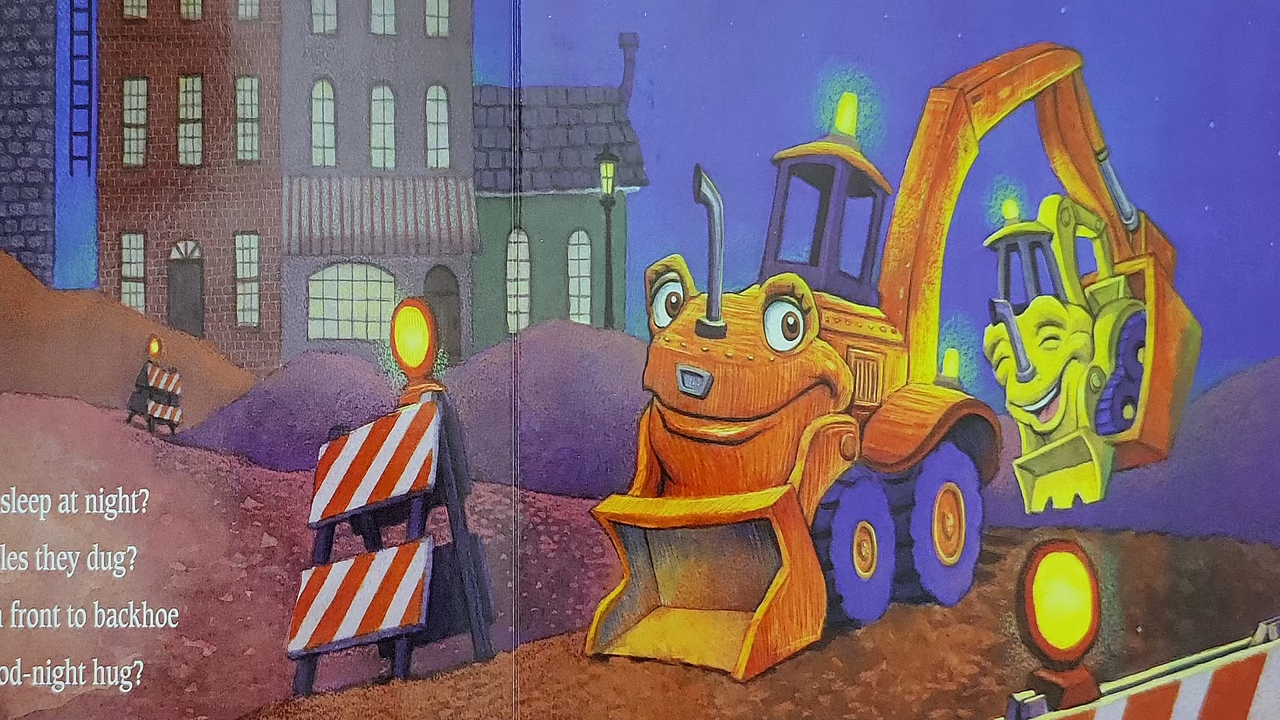 sleep at night?
les they dug?
front to backhoe
od-night hug?